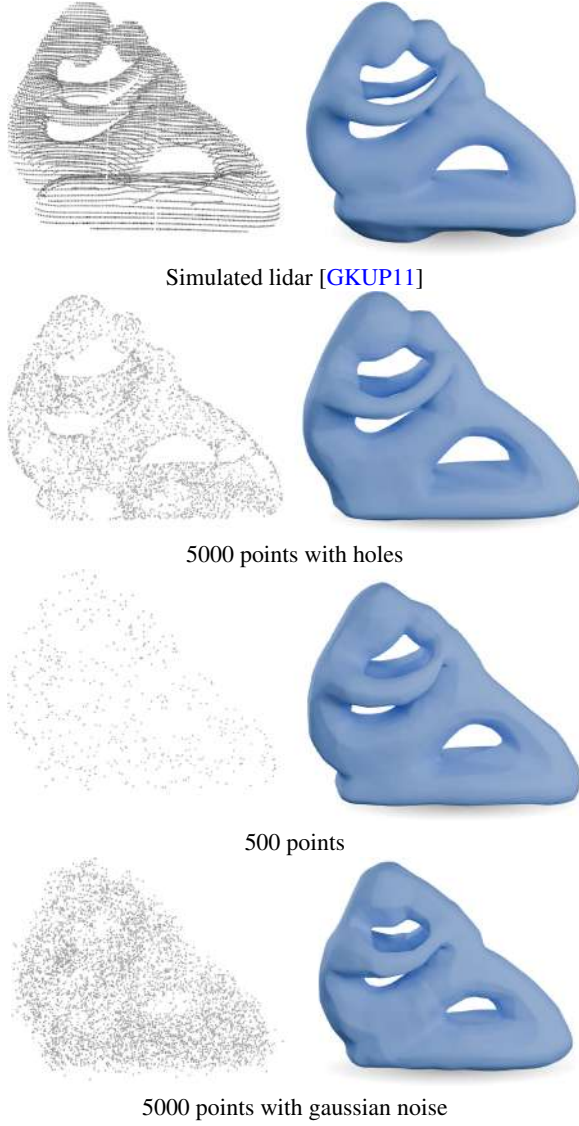 Simulated lidar [GKUP11]
5000 points with holes
500 points
5000 points with gaussian noise